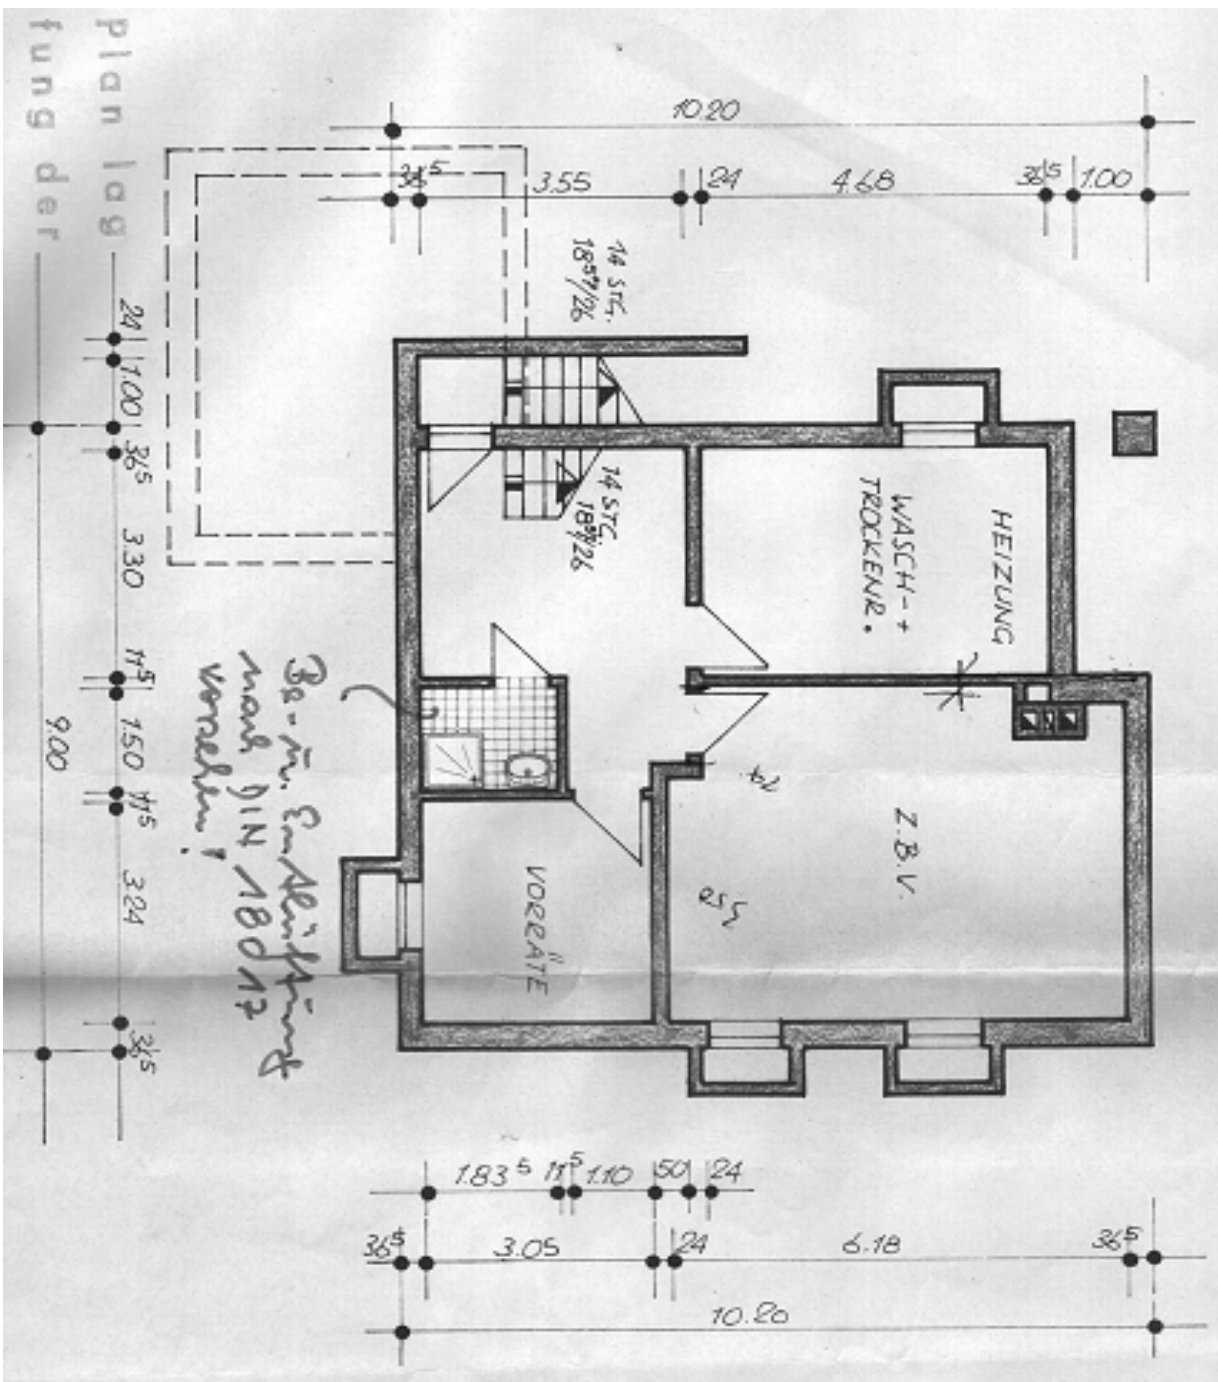 plan lag
fung der
10.20
36⁵ 3.55 24 4.68 36⁵ 1.00
14 STG.
18⁵⁷/26
24 1.00 36⁵ 3.30 11⁵ 1.50 11⁵ 3.24 36⁵
9.00
14 STG.
18⁵⁷/26
WASCH- +
TROCKENR.
HEIZUNG
Be- u. Entlüftung
nach DIN 18017
vorsehen!
Z.B.V.
VORRÄTE
1.83⁵ 11⁵ 1.10 50 24
36⁵ 3.05 24 6.18 36⁵
10.20